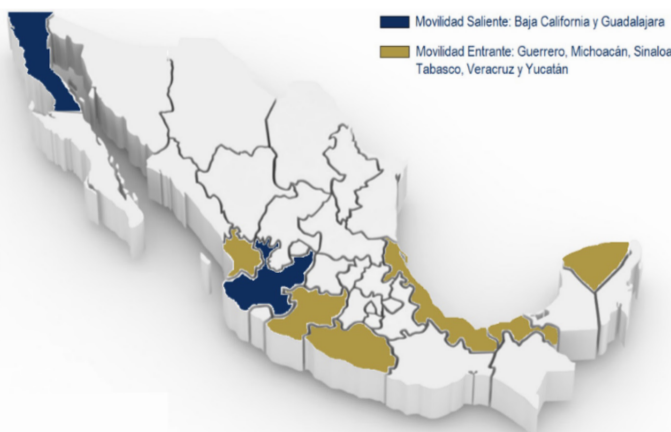 Movilidad Saliente: Baja California y Guadalajara
Movilidad Entrante: Guerrero, Michoacán, Sinaloa
Tabasco, Veracruz y Yucatán